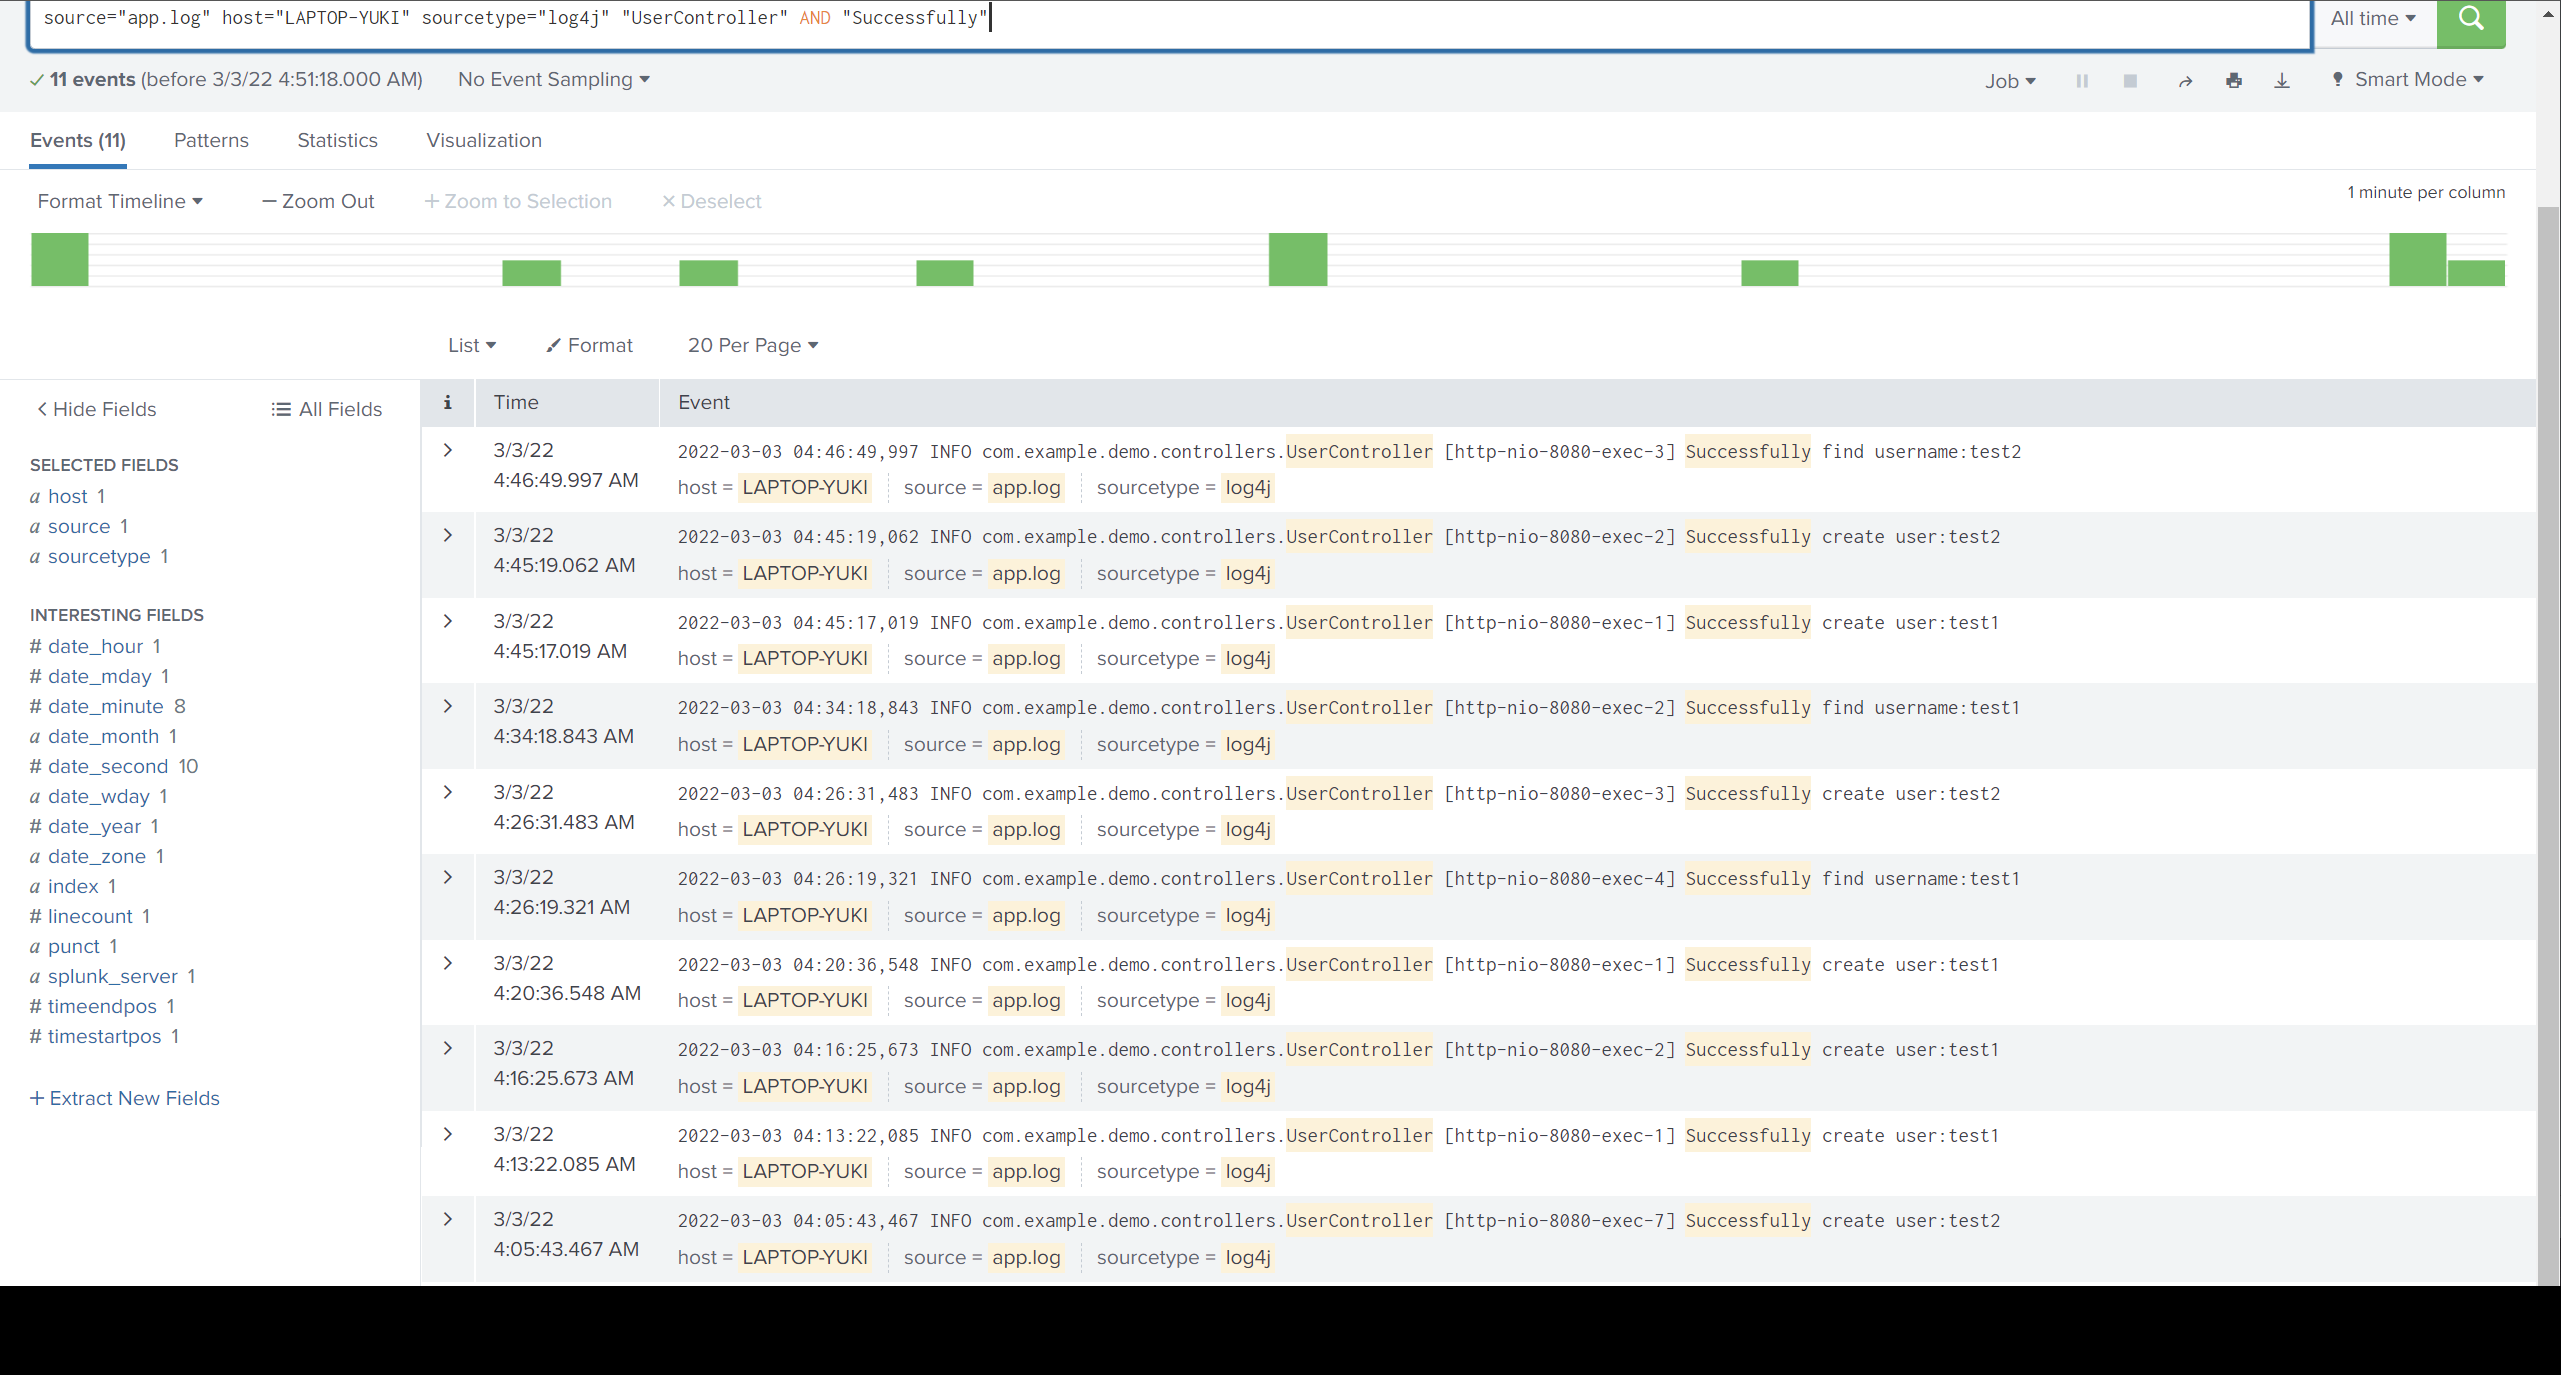 source="app.log" host="LAPTOP-YUKI" sourcetype="log4j" "UserController" AND "Successfully"
All time
11 events (before 3/3/22 4:51:18.000 AM)
No Event Sampling
Job
Smart Mode
Events (11)
Patterns
Statistics
Visualization
Format Timeline
— Zoom Out
+ Zoom to Selection
× Deselect
1 minute per column
List
Format
20 Per Page
< Hide Fields
All Fields
i
Time
Event
SELECTED FIELDS
a host 1
a source 1
a sourcetype 1
INTERESTING FIELDS
# date_hour 1
# date_mday 1
# date_minute 8
a date_month 1
# date_second 10
a date_wday 1
# date_year 1
a date_zone 1
a index 1
# linecount 1
a punct 1
a splunk_server 1
# timeendpos 1
# timestartpos 1
+ Extract New Fields
3/3/22
4:46:49.997 AM
2022-03-03 04:46:49,997 INFO com.example.demo.controllers.UserController [http-nio-8080-exec-3] Successfully find username:test2
host = LAPTOP-YUKI source = app.log sourcetype = log4j
3/3/22
4:45:19.062 AM
2022-03-03 04:45:19,062 INFO com.example.demo.controllers.UserController [http-nio-8080-exec-2] Successfully create user:test2
host = LAPTOP-YUKI source = app.log sourcetype = log4j
3/3/22
4:45:17.019 AM
2022-03-03 04:45:17,019 INFO com.example.demo.controllers.UserController [http-nio-8080-exec-1] Successfully create user:test1
host = LAPTOP-YUKI source = app.log sourcetype = log4j
3/3/22
4:34:18.843 AM
2022-03-03 04:34:18,843 INFO com.example.demo.controllers.UserController [http-nio-8080-exec-2] Successfully find username:test1
host = LAPTOP-YUKI source = app.log sourcetype = log4j
3/3/22
4:26:31.483 AM
2022-03-03 04:26:31,483 INFO com.example.demo.controllers.UserController [http-nio-8080-exec-3] Successfully create user:test2
host = LAPTOP-YUKI source = app.log sourcetype = log4j
3/3/22
4:26:19.321 AM
2022-03-03 04:26:19,321 INFO com.example.demo.controllers.UserController [http-nio-8080-exec-4] Successfully find username:test1
host = LAPTOP-YUKI source = app.log sourcetype = log4j
3/3/22
4:20:36.548 AM
2022-03-03 04:20:36,548 INFO com.example.demo.controllers.UserController [http-nio-8080-exec-1] Successfully create user:test1
host = LAPTOP-YUKI source = app.log sourcetype = log4j
3/3/22
4:16:25.673 AM
2022-03-03 04:16:25,673 INFO com.example.demo.controllers.UserController [http-nio-8080-exec-2] Successfully create user:test1
host = LAPTOP-YUKI source = app.log sourcetype = log4j
3/3/22
4:13:22.085 AM
2022-03-03 04:13:22,085 INFO com.example.demo.controllers.UserController [http-nio-8080-exec-1] Successfully create user:test1
host = LAPTOP-YUKI source = app.log sourcetype = log4j
3/3/22
4:05:43.467 AM
2022-03-03 04:05:43,467 INFO com.example.demo.controllers.UserController [http-nio-8080-exec-7] Successfully create user:test2
host = LAPTOP-YUKI source = app.log sourcetype = log4j